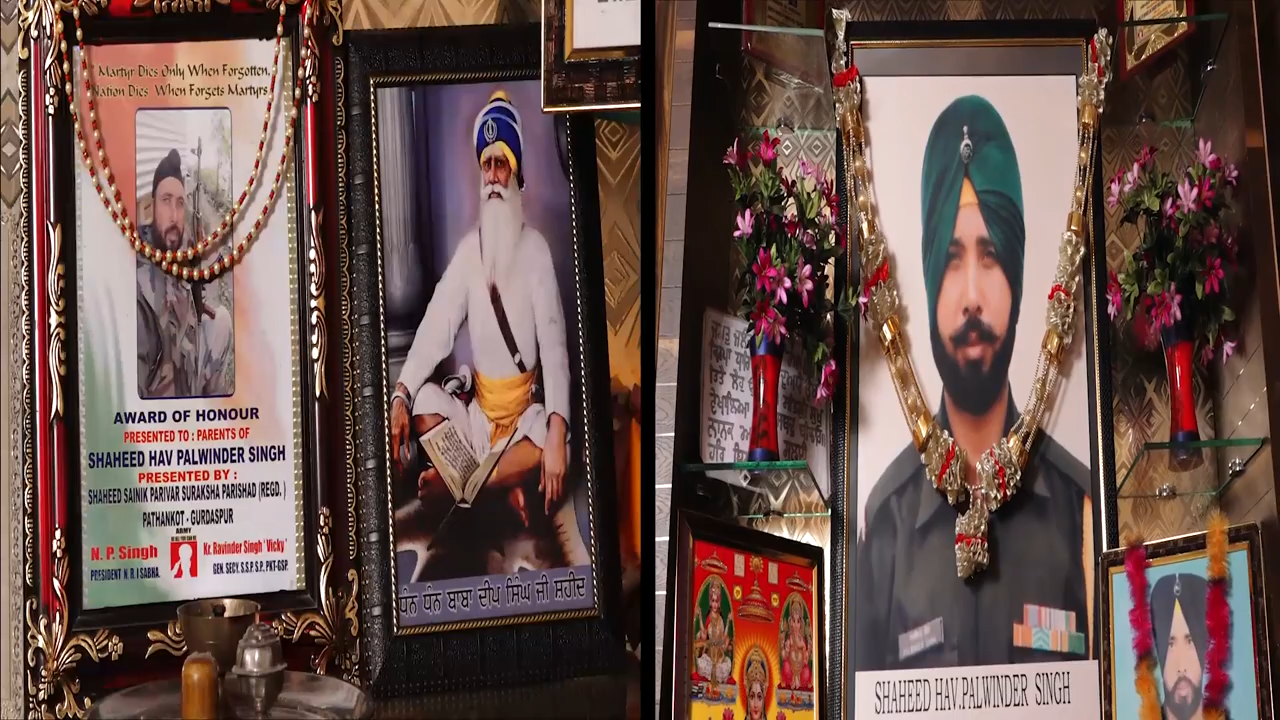 Martyr Dies Only When Forgotten,
Nation Dies When Forgets Martyrs
AWARD OF HONOUR
PRESENTED TO : PARENTS OF
SHAHEED HAV PALWINDER SINGH
PRESENTED BY :
SHAHEED SAINIK PARIVAR SURAKSHA PARISHAD (REGD. )
PATHANKOT - GURDASPUR
ARMY
N. P. Singh
PRESIDENT N. R. I SABHA.
Kr. Ravinder Singh 'Vicky'
GEN. SECY. S.S.P. S.P., PKT-GSP.
ਧੰਨ ਧੰਨ ਬਾਬਾ ਦੀਪ ਸਿੰਘ ਜੀ ਸ਼ਹੀਦ
SHAHEED HAV.PALWINDER SINGH